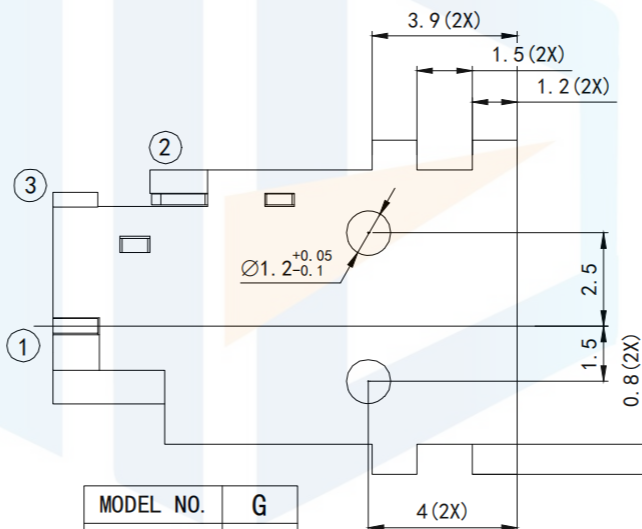 3.9(2X)
1.5(2X)
1.2(2X)
②
③
∅1.2 +0.05 -0.1
2.5
①
1.5
0.8(2X)
MODEL NO. G
4(2X)